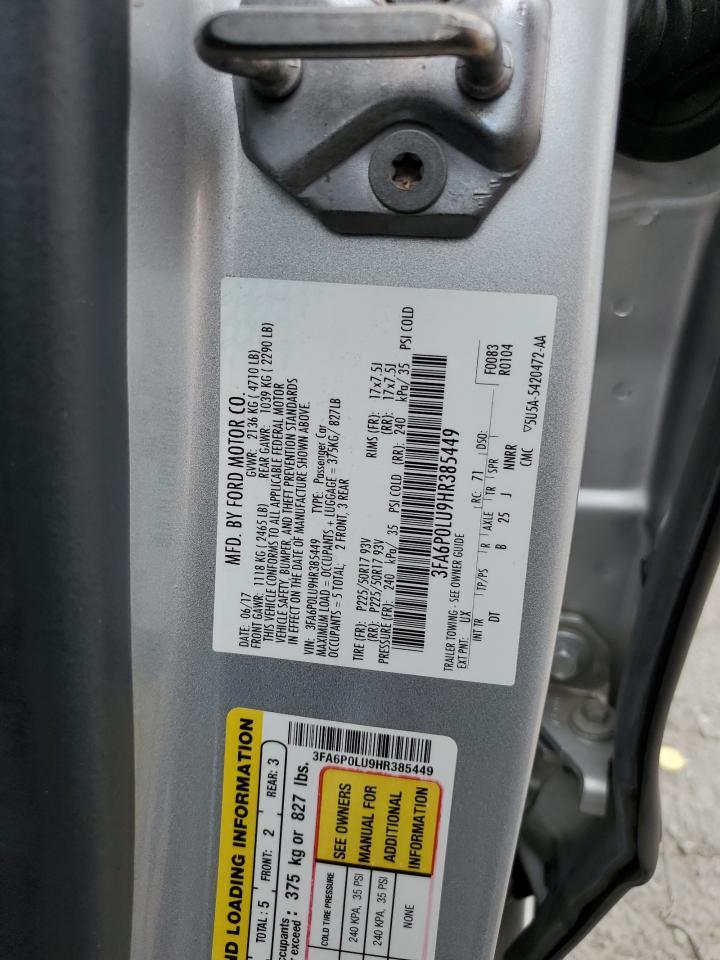 MFD. BY FORD MOTOR CO.
DATE: 06/17 GVWR: 2136 KG ( 4710 LB)
FRONT GAWR: 1118 KG ( 2465 LB) REAR GAWR: 1039 KG ( 2290 LB)
THIS VEHICLE CONFORMS TO ALL APPLICABLE FEDERAL MOTOR
VEHICLE SAFETY, BUMPER, AND THEFT PREVENTION STANDARDS
IN EFFECT ON THE DATE OF MANUFACTURE SHOWN ABOVE.
VIN: 3FA6P0LU9HR385449 TYPE: Passenger Car
MAXIMUM LOAD = OCCUPANTS + LUGGAGE = 375KG/ 827LB
OCCUPANTS = 5 TOTAL: 2 FRONT, 3 REAR
TIRE (FR): P225/50R17 93V RIMS (FR): 17x7.5J
(RR): P225/50R17 93V (RR): 17x7.5J
PRESSURE (FR): 240 kPa/ 35 PSI COLD (RR): 240 kPa/ 35 PSI COLD
3FA6P0LU9HR385449
TRAILER TOWING - SEE OWNER GUIDE
EXT PNT: UX RC: 71 DSO: F0083
INT TR TP/PS R AXLE TR SPR R0104
DT B 25 J NNRR
CMC ▽5U5A-5420472-AA
ND LOADING INFORMATION
TOTAL: 5 FRONT: 2 REAR: 3
ccupants
r exceed: 375 kg or 827 lbs.
3FA6P0LU9HR385449
COLD TIRE PRESSURE
240 KPA, 35 PSI
240 KPA, 35 PSI
NONE
SEE OWNERS
MANUAL FOR
ADDITIONAL
INFORMATION